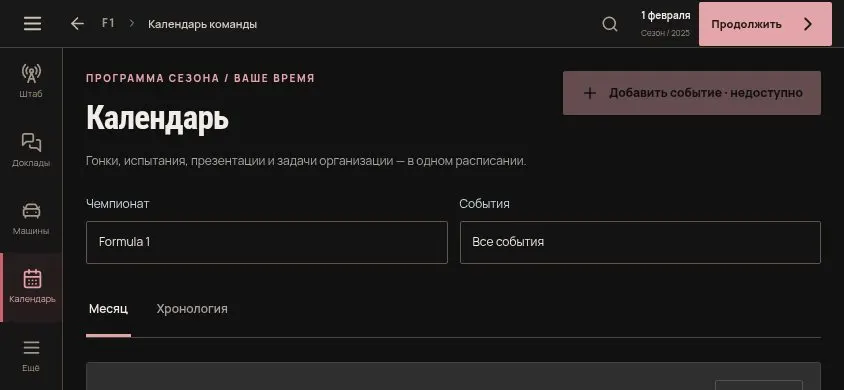 F1
Календарь команды
1 февраля
Сезон / 2025
Продолжить
Штаб
Доклады
Машины
Календарь
Ещё
ПРОГРАММА СЕЗОНА / ВАШЕ ВРЕМЯ
Добавить событие · недоступно
Календарь
Гонки, испытания, презентации и задачи организации — в одном расписании.
Чемпионат
События
Formula 1
Все события
Месяц
Хронология